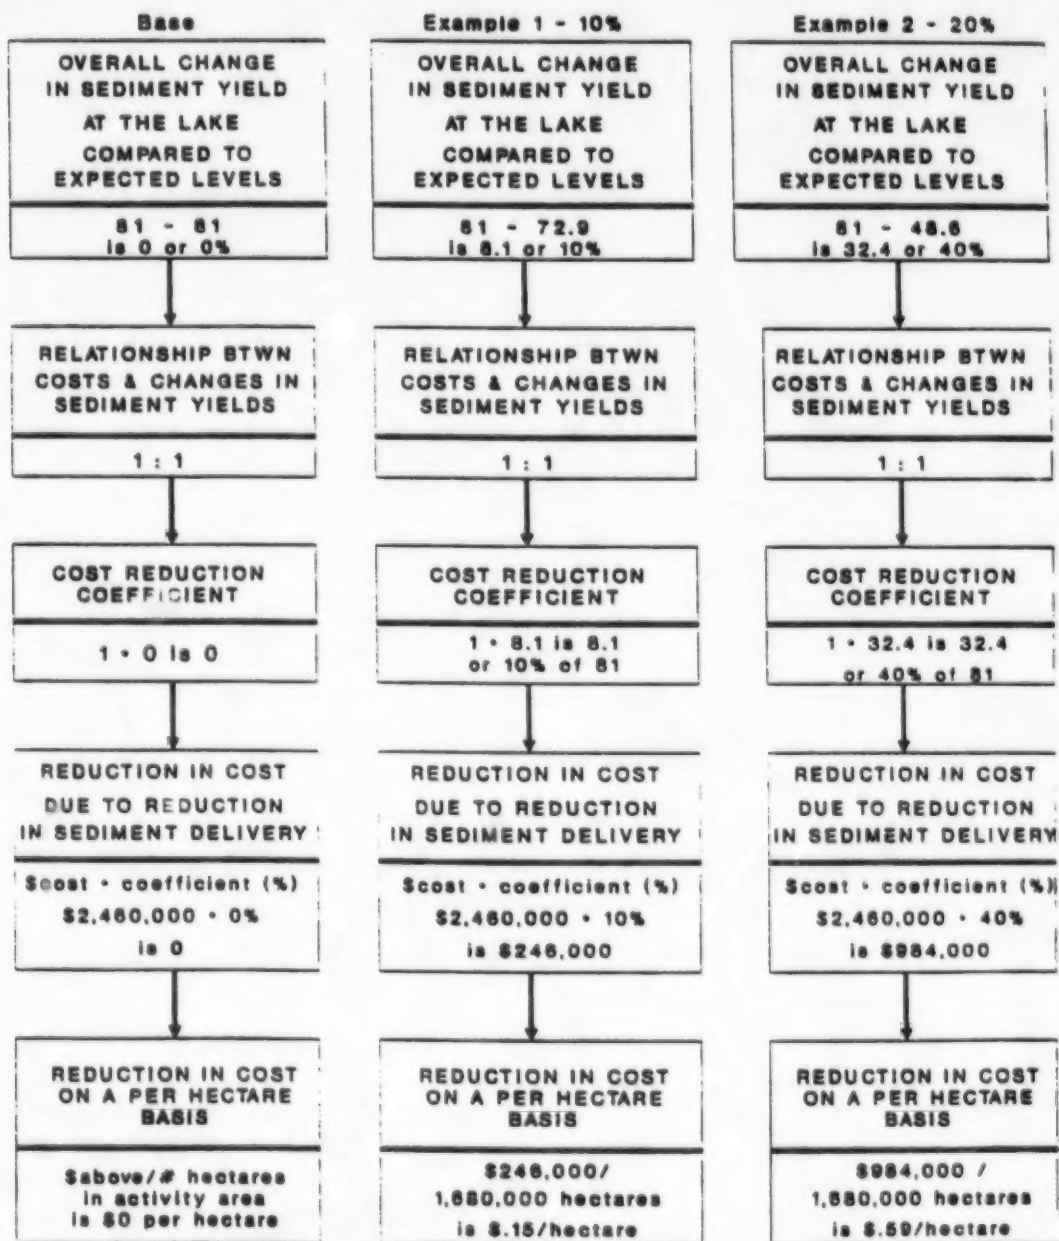 Base
OVERALL CHANGE
IN SEDIMENT YIELD
AT THE LAKE
COMPARED TO
EXPECTED LEVELS
81 - 81
is 0 or 0%
RELATIONSHIP BTWN
COSTS & CHANGES IN
SEDIMENT YIELDS
1 : 1
COST REDUCTION
COEFFICIENT
1 * 0 is 0
REDUCTION IN COST
DUE TO REDUCTION
IN SEDIMENT DELIVERY
$cost * coefficient (%)
$2,460,000 * 0%
is 0
REDUCTION IN COST
ON A PER HECTARE
BASIS
$above/# hectares
in activity area
is $0 per hectare
Example 1 - 10%
OVERALL CHANGE
IN SEDIMENT YIELD
AT THE LAKE
COMPARED TO
EXPECTED LEVELS
81 - 72.9
is 8.1 or 10%
RELATIONSHIP BTWN
COSTS & CHANGES IN
SEDIMENT YIELDS
1 : 1
COST REDUCTION
COEFFICIENT
1 * 8.1 is 8.1
or 10% of 81
REDUCTION IN COST
DUE TO REDUCTION
IN SEDIMENT DELIVERY
$cost * coefficient (%)
$2,460,000 * 10%
is $246,000
REDUCTION IN COST
ON A PER HECTARE
BASIS
$246,000/
1,680,000 hectares
is $.15/hectare
Example 2 - 20%
OVERALL CHANGE
IN SEDIMENT YIELD
AT THE LAKE
COMPARED TO
EXPECTED LEVELS
81 - 48.6
is 32.4 or 40%
RELATIONSHIP BTWN
COSTS & CHANGES IN
SEDIMENT YIELDS
1 : 1
COST REDUCTION
COEFFICIENT
1 * 32.4 is 32.4
or 40% of 81
REDUCTION IN COST
DUE TO REDUCTION
IN SEDIMENT DELIVERY
$cost * coefficient (%)
$2,460,000 * 40%
is $984,000
REDUCTION IN COST
ON A PER HECTARE
BASIS
$984,000 /
1,680,000 hectares
is $.59/hectare